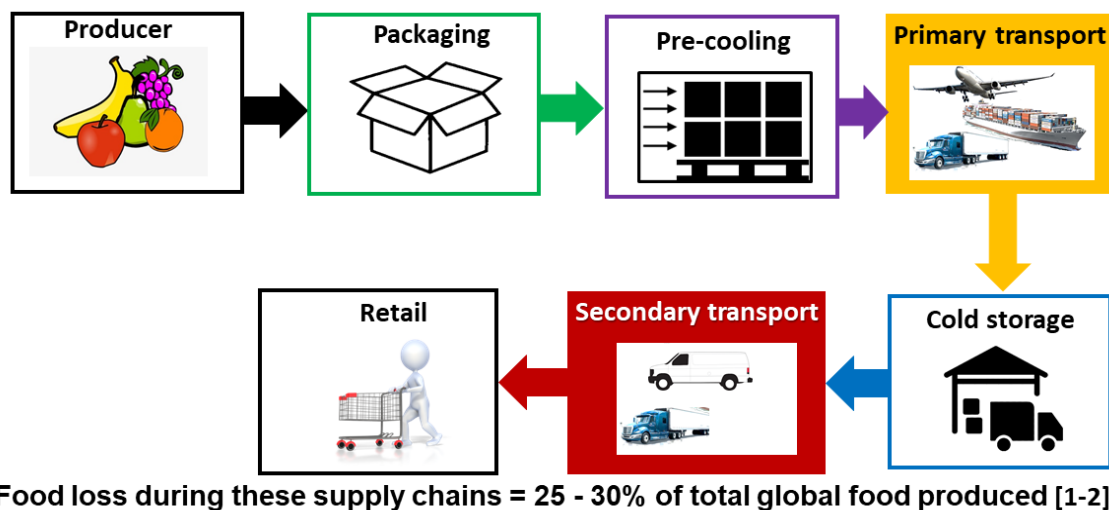 Producer
Packaging
Pre-cooling
Primary transport
Retail
Secondary transport
Cold storage
Food loss during these supply chains = 25 - 30% of total global food produced [1-2]